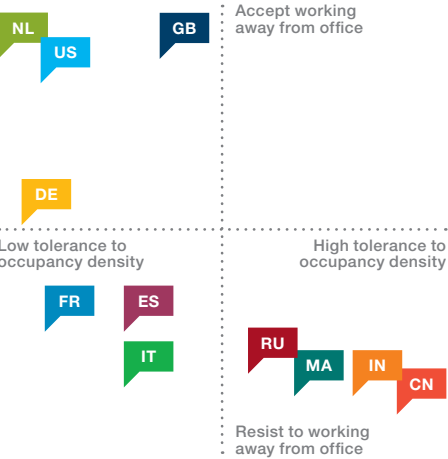 Accept working
away from office
NL
GB
US
DE
Low tolerance to
occupancy density
High tolerance to
occupancy density
FR
ES
RU
IT
MA
IN
CN
Resist to working
away from office